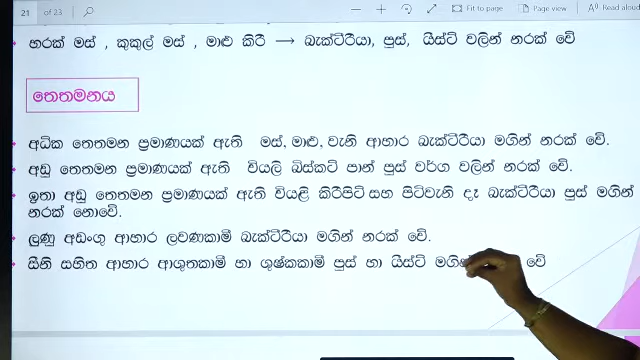 21 of 23
Fit to page
Page view
Read aloud
හරක් මස් , කුකුල් මස් , මාළු කිරි → බැක්ටීරියා, පුස්, යීස්ට් වලින් නරක් වේ
තෙතමනය
අධික තෙතමන ප්‍රමාණයක් ඇති මස්, මාළු, වැනි ආහාර බැක්ටීරියා මගින් නරක් වේ.
අඩු තෙතමන ප්‍රමාණයක් ඇති වියලි බිස්කට් පාන් පුස් වර්ග වලින් නරක් වේ.
ඉතා අඩු තෙතමන ප්‍රමාණයක් ඇති වියළි කිරිපිටි සහ පිටිවැනි දෑ බැක්ටීරියා පුස් මගින්
නරක් නොවේ.
ලුණු අඩංගු ආහාර ලවණකාමී බැක්ටීරියා මගින් නරක් වේ.
සීනි සහිත ආහාර ආශ්‍රුතකාමී හා ශුෂ්කකාමී පුස් හා යීස්ට් වේ